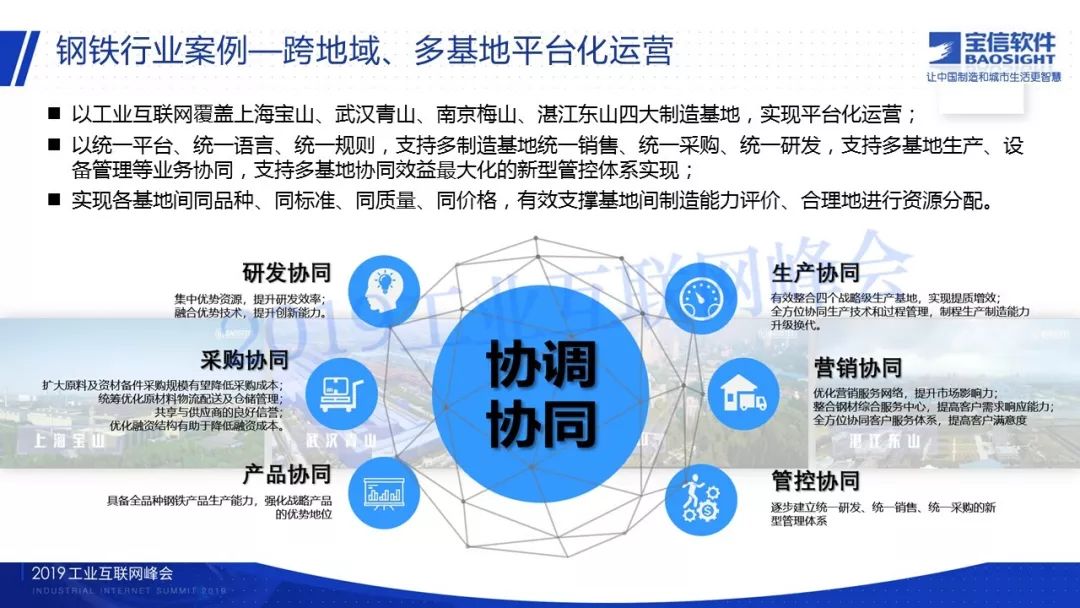 钢铁行业案例—跨地域、多基地平台化运营
宝信软件
BAOSIGHT
让中国制造和城市生活更智慧
■ 以工业互联网覆盖上海宝山、武汉青山、南京梅山、湛江东山四大制造基地，实现平台化运营；
■ 以统一平台、统一语言、统一规则，支持多制造基地统一销售、统一采购、统一研发，支持多基地生产、设
备管理等业务协同，支持多基地协同效益最大化的新型管控体系实现；
■ 实现各基地间同品种、同标准、同质量、同价格，有效支撑基地间制造能力评价、合理地进行资源分配。
2019工业互联网峰会
研发协同
集中优势资源，提升研发效率；
融合优势技术，提升创新能力。
采购协同
扩大原料及资材备件采购规模有望降低采购成本；
统筹优化原材料物流配送及仓储管理；
共享与供应商的良好信誉；
优化融资结构有助于降低融资成本。
产品协同
具备全品种钢铁产品生产能力，强化战略产品
的优势地位
协调
协同
生产协同
有效整合四个战略级生产基地，实现提质增效；
全方位协同生产技术和过程管理，制程生产制造能力
升级换代。
营销协同
优化营销服务网络，提升市场影响力；
整合钢材综合服务中心，提高客户需求响应能力；
全方位协同客户服务体系，提高客户满意度
管控协同
逐步建立统一研发、统一销售、统一采购的新
型管理体系
上海宝山
武汉青山
湛江东山
2019 工业互联网峰会
INDUSTRIAL INTERNET SUMMIT 2019